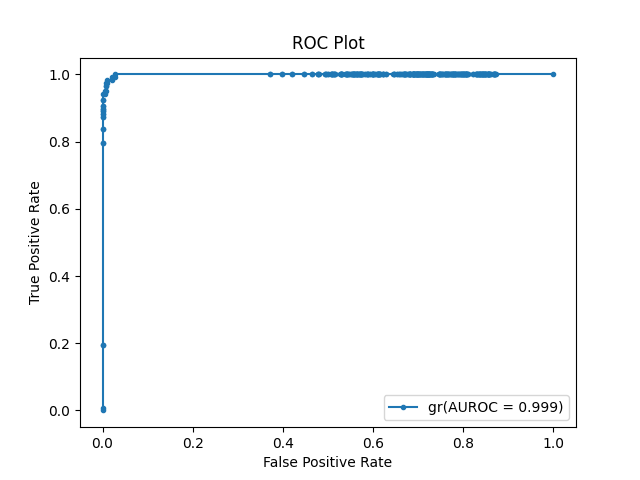 ROC Plot
True Positive Rate
1.0
0.8
0.6
0.4
0.2
0.0
0.0 0.2 0.4 0.6 0.8 1.0
False Positive Rate
gr(AUROC = 0.999)